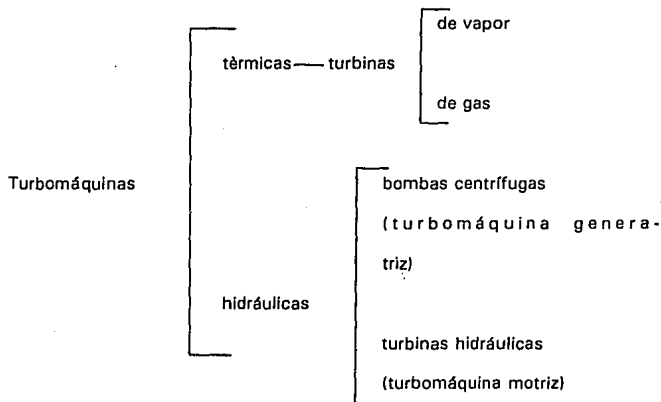 de vapor
tèrmicas — turbinas
de gas
Turbomáquinas
bombas centrífugas
(turbomáquina genera-
triz)
hidráulicas
turbinas hidráulicas
(turbomáquina motriz)